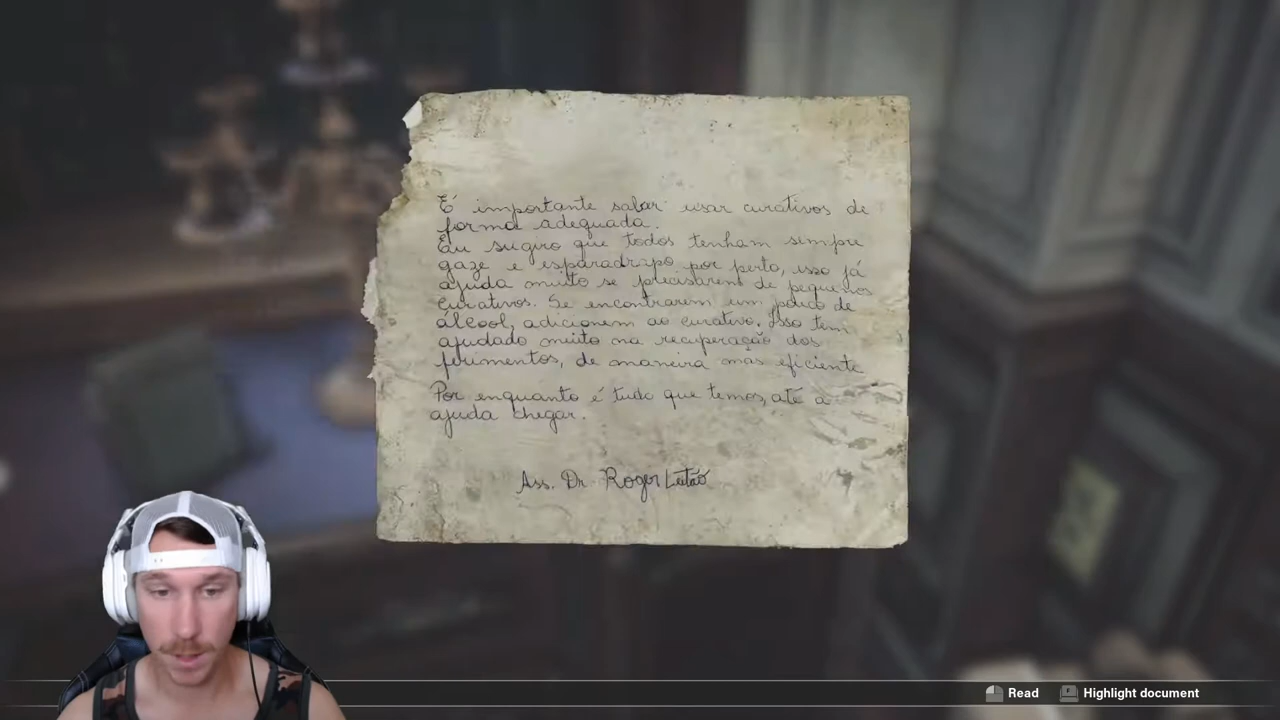 É important​e saber usar curativos de
forma adequada.
Eu sugiro que todos tenham sempre
gaze e esparadrapo por perto, isso já
ajuda muito se precisarem de pequenos
curativos. Se encontrarem um pouco de
álcool, adicionem ao curativo. Isso tem
ajudado muito na recuperação dos
ferimentos, de maneira mais eficiente
Por enquanto é tudo que temos, até a
ajuda chegar.
Ass. Dr. Roger Leitão
Read
Highlight document